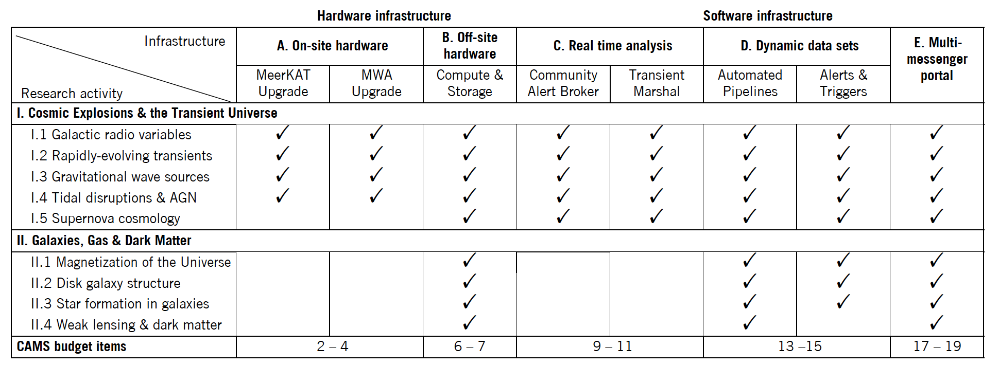 Hardware infrastructure Software infrastructure
Infrastructure
Research activity
A. On-site hardware
B. Off-site
hardware
C. Real time analysis
D. Dynamic data sets
E. Multi-
messenger
portal
MeerKAT
Upgrade
MWA
Upgrade
Compute &
Storage
Community
Alert Broker
Transient
Marshal
Automated
Pipelines
Alerts &
Triggers
I. Cosmic Explosions & the Transient Universe
I.1 Galactic radio variables ✓ ✓ ✓ ✓ ✓ ✓ ✓ ✓
I.2 Rapidly-evolving transients ✓ ✓ ✓ ✓ ✓ ✓ ✓ ✓
I.3 Gravitational wave sources ✓ ✓ ✓ ✓ ✓ ✓ ✓ ✓
I.4 Tidal disruptions & AGN ✓ ✓ ✓ ✓ ✓ ✓ ✓ ✓
I.5 Supernova cosmology ✓ ✓ ✓ ✓ ✓ ✓
II. Galaxies, Gas & Dark Matter
II.1 Magnetization of the Universe ✓ ✓ ✓ ✓
II.2 Disk galaxy structure ✓ ✓ ✓ ✓
II.3 Star formation in galaxies ✓ ✓ ✓ ✓
II.4 Weak lensing & dark matter ✓ ✓ ✓
CAMS budget items 2 – 4 6 – 7 9 – 11 13 –15 17 – 19